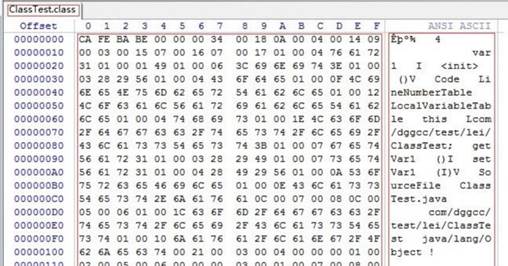 ClassTest.class
Offset 0 1 2 3 4 5 6 7 8 9 A B C D E F ANSI ASCII
00000000 CA FE BA BE 00 00 00 34 00 18 0A 00 04 00 14 09 Êþº¾ 4
00000010 00 03 00 15 07 00 16 07 00 17 01 00 04 76 61 72 var
00000020 31 01 00 01 49 01 00 06 3C 69 6E 69 74 3E 01 00 1 I <init>
00000030 03 28 29 56 01 00 04 43 6F 64 65 01 00 0F 4C 69 ()V Code Li
00000040 6E 65 4E 75 6D 62 65 72 54 61 62 6C 65 01 00 12 neNumberTable
00000050 4C 6F 63 61 6C 56 61 72 69 61 62 6C 65 54 61 62 LocalVariableTab
00000060 6C 65 01 00 04 74 68 69 73 01 00 1E 4C 63 6F 6D le this Lcom
00000070 2F 64 67 67 63 63 2F 74 65 73 74 2F 6C 65 69 2F /dggcc/test/lei/
00000080 43 6C 61 73 73 54 65 73 74 3B 01 00 07 67 65 74 ClassTest; get
00000090 56 61 72 31 01 00 03 28 29 49 01 00 07 73 65 74 Var1 ()I set
000000A0 56 61 72 31 01 00 04 28 49 29 56 01 00 0A 53 6F Var1 (I)V So
000000B0 75 72 63 65 46 69 6C 65 01 00 0E 43 6C 61 73 73 urceFile Class
000000C0 54 65 73 74 2E 6A 61 76 61 0C 00 07 00 08 0C 00 Test.java
000000D0 05 00 06 01 00 1C 63 6F 6D 2F 64 67 67 63 63 2F com/dggcc/
000000E0 74 65 73 74 2F 6C 65 69 2F 43 6C 61 73 73 54 65 test/lei/ClassTe
000000F0 73 74 01 00 10 6A 61 76 61 2F 6C 61 6E 67 2F 4F st java/lang/O
00000100 62 6A 65 63 74 00 21 00 03 00 04 00 00 00 01 00 bject !
00000110 02 00 05 00 06 00 00 00 03 00 01 00 07 00 08 00